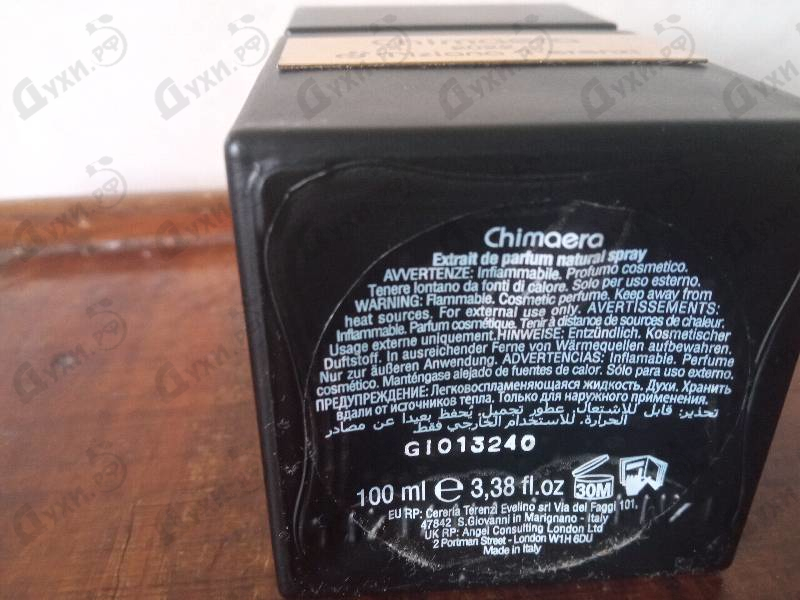 Chimaera
Chimaera
Extrait de parfum natural spray
AVVERTENZE: Infiammabile. Profumo cosmetico.
Tenere lontano da fonti di calore. Solo per uso esterno.
WARNING: Flammable. Cosmetic perfume. Keep away from
heat sources. For external use only. AVERTISSEMENTS:
Inflammable. Parfum cosmétique. Tenir à distance de sources de chaleur.
Usage externe uniquement.HINWEISE: Entzündlich. Kosmetischer
Duftstoff. In ausreichender Ferne von Wärmequellen aufbewahren.
Nur zur äußeren Anwendung. ADVERTENCIAS: Inflamable. Perfume
cosmético. Manténgase alejado de fuentes de calor. Sólo para uso externo.
ПРЕДУПРЕЖДЕНИЕ: Легковоспламеняющаяся жидкость. Духи. Хранить
вдали от источников тепла. Только для наружного применения.
تحذير: قابل للاشتعال. عطور تجميل. يُحفظ بعيدا عن مصادر
الحرارة. للاستخدام الخارجي فقط
GI013240
100 ml e 3,38 fl.oz 30M
EU RP: Cereria Terenzi Evelino srl Via dei Faggi 101,
47842 S.Giovanni in Marignano - Italy
UK RP: Angel Consulting London Ltd
2 Portman Street - London W1H 6DU
Made in Italy
Духи.рф